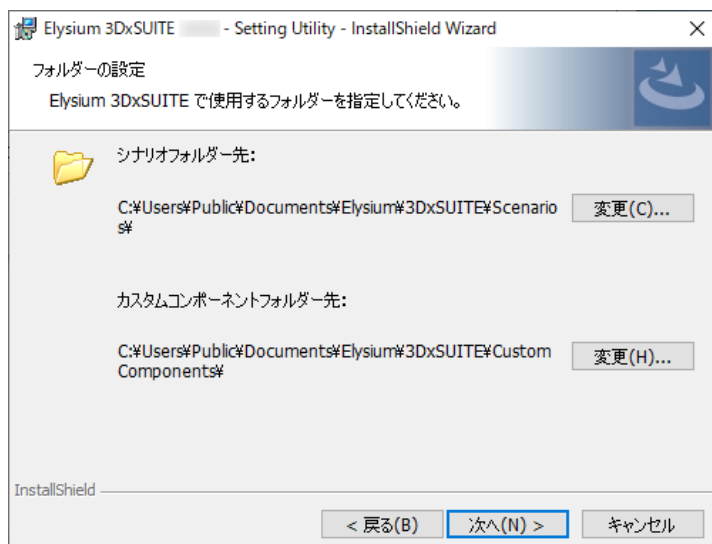 Elysium 3DxSUITE - Setting Utility - InstallShield Wizard
フォルダーの設定
Elysium 3DxSUITE で使用するフォルダーを指定してください。
シナリオフォルダー先:
C:¥Users¥Public¥Documents¥Elysium¥3DxSUITE¥Scenario
s¥
変更(C)...
カスタムコンポーネントフォルダー先:
C:¥Users¥Public¥Documents¥Elysium¥3DxSUITE¥Custom
Components¥
変更(H)...
InstallShield
< 戻る(B)
次へ(N) >
キャンセル